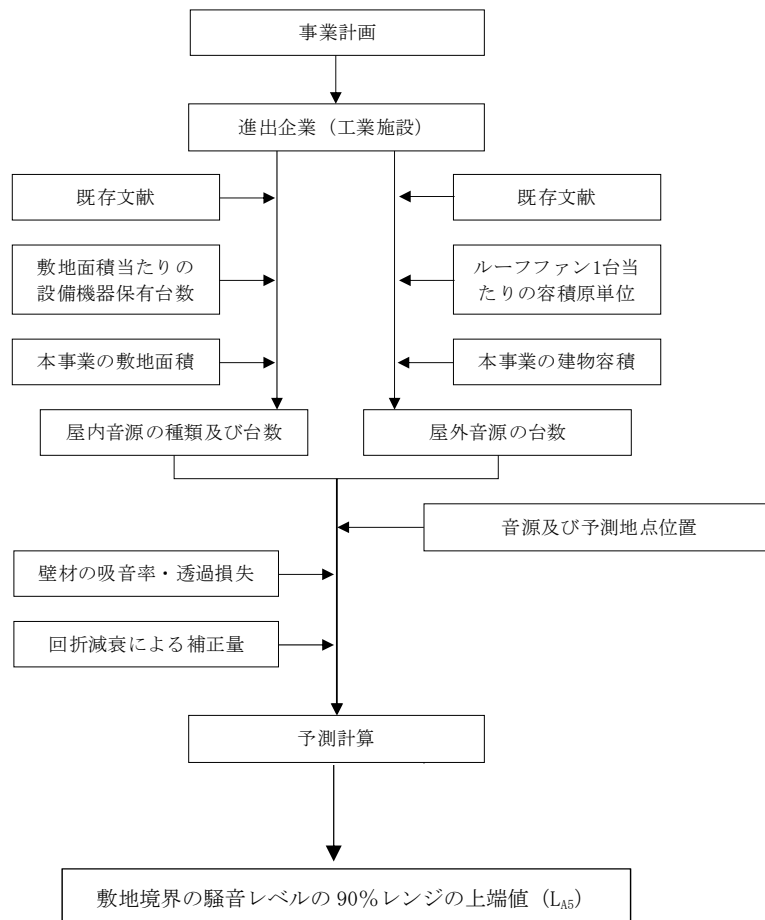 事業計画
進出企業（工業施設）
既存文献
既存文献
敷地面積当たりの
設備機器保有台数
ルーフファン1台当
たりの容積原単位
本事業の敷地面積
本事業の建物容積
屋内音源の種類及び台数
屋外音源の台数
音源及び予測地点位置
壁材の吸音率・透過損失
回折減衰による補正量
予測計算
敷地境界の騒音レベルの 90％レンジの上端値（LA5）